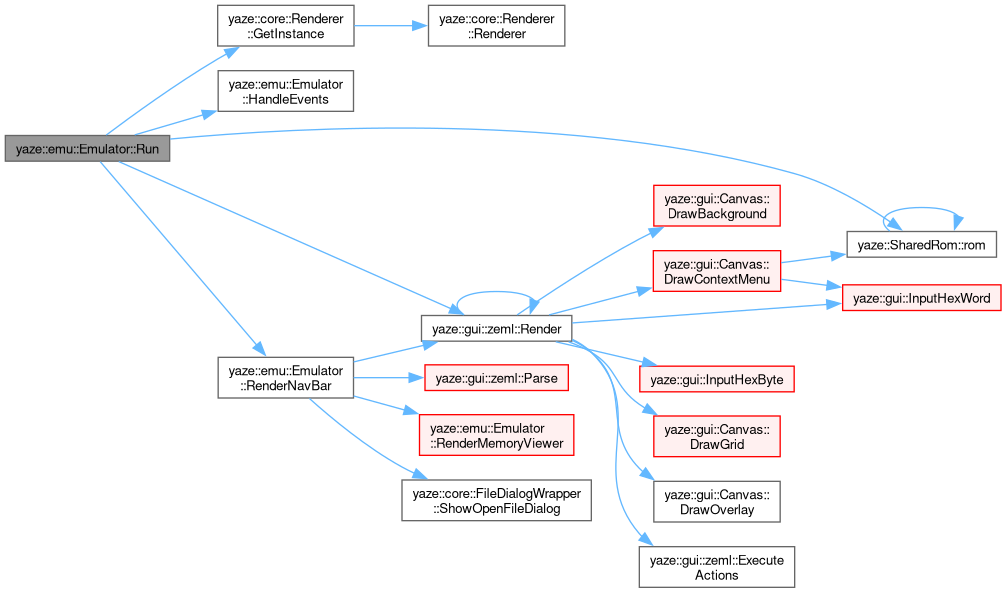 yaze::core::Renderer
::GetInstance
yaze::core::Renderer
::Renderer
yaze::emu::Emulator
::HandleEvents
yaze::emu::Emulator::Run
yaze::gui::Canvas::
DrawBackground
yaze::SharedRom::rom
yaze::gui::Canvas::
DrawContextMenu
yaze::gui::InputHexWord
yaze::gui::zeml::Render
yaze::emu::Emulator
::RenderNavBar
yaze::gui::zeml::Parse
yaze::gui::InputHexByte
yaze::emu::Emulator
::RenderMemoryViewer
yaze::gui::Canvas::
DrawGrid
yaze::core::FileDialogWrapper
::ShowOpenFileDialog
yaze::gui::Canvas::
DrawOverlay
yaze::gui::zeml::Execute
Actions